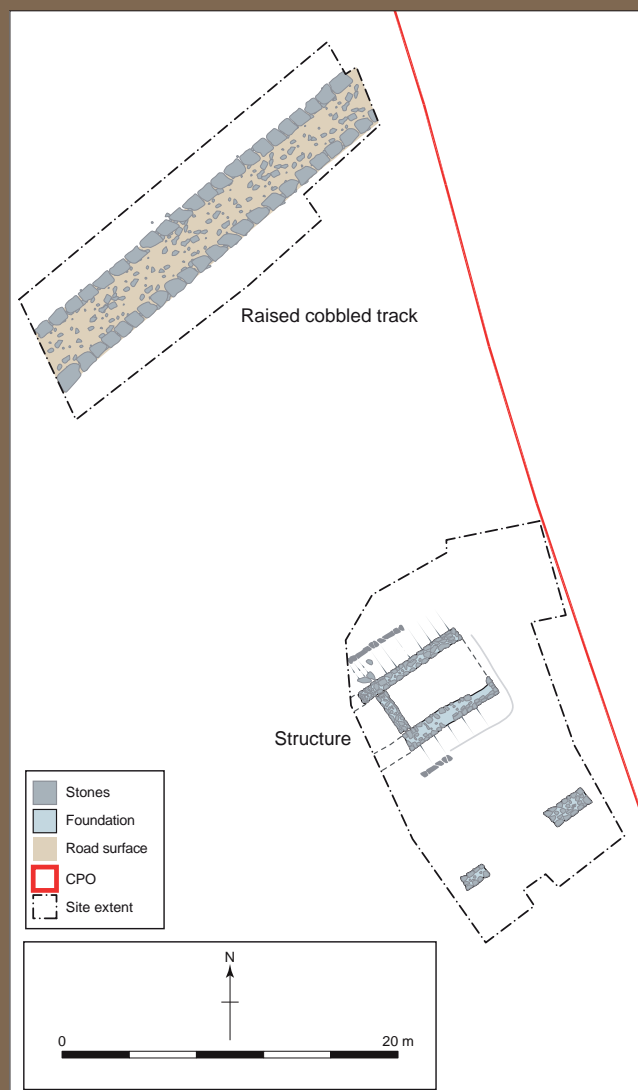 Raised cobbled track
Structure
Stones
Foundation
Road surface
CPO
Site extent
N
0 20 m